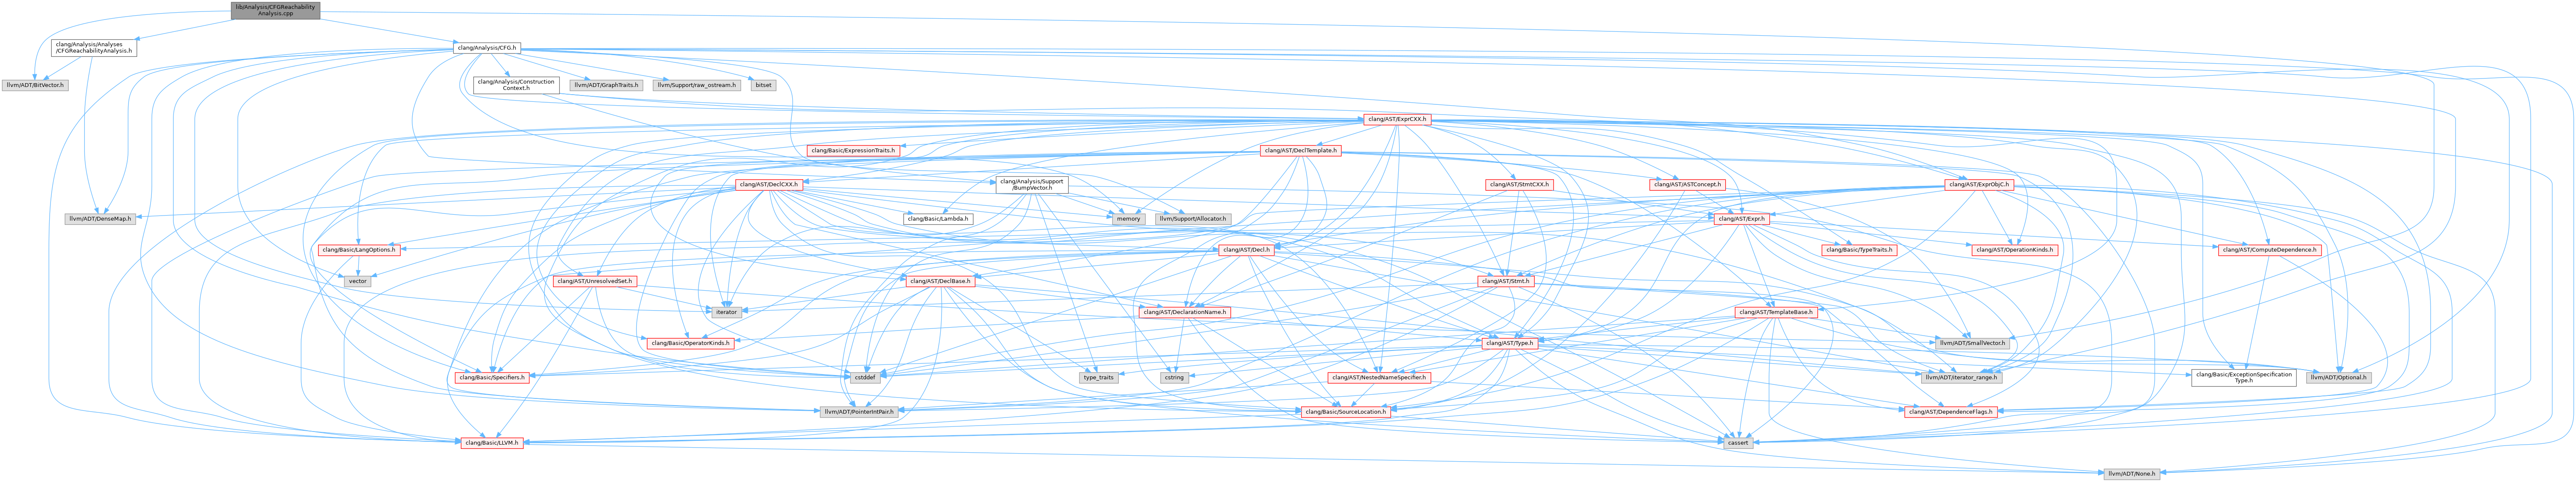 lib/Analysis/CFGReachability
Analysis.cpp
clang/Analysis/Analyses
/CFGReachabilityAnalysis.h
clang/Analysis/CFG.h
llvm/ADT/BitVector.h
clang/Analysis/Construction
Context.h
llvm/ADT/GraphTraits.h
llvm/Support/raw_ostream.h
bitset
clang/AST/ExprCXX.h
clang/Basic/ExpressionTraits.h
clang/AST/DeclTemplate.h
clang/AST/DeclCXX.h
clang/Analysis/Support
/BumpVector.h
clang/AST/StmtCXX.h
clang/AST/ASTConcept.h
clang/AST/ExprObjC.h
llvm/ADT/DenseMap.h
clang/Basic/Lambda.h
memory
llvm/Support/Allocator.h
clang/AST/Expr.h
clang/Basic/LangOptions.h
clang/AST/Decl.h
clang/Basic/TypeTraits.h
clang/AST/OperationKinds.h
clang/AST/ComputeDependence.h
vector
clang/AST/UnresolvedSet.h
clang/AST/DeclBase.h
clang/AST/Stmt.h
iterator
clang/AST/DeclarationName.h
clang/AST/TemplateBase.h
clang/Basic/OperatorKinds.h
clang/AST/Type.h
llvm/ADT/SmallVector.h
clang/Basic/Specifiers.h
cstddef
type_traits
cstring
clang/AST/NestedNameSpecifier.h
llvm/ADT/iterator_range.h
clang/Basic/ExceptionSpecification
Type.h
llvm/ADT/Optional.h
llvm/ADT/PointerIntPair.h
clang/Basic/SourceLocation.h
clang/AST/DependenceFlags.h
clang/Basic/LLVM.h
cassert
llvm/ADT/None.h